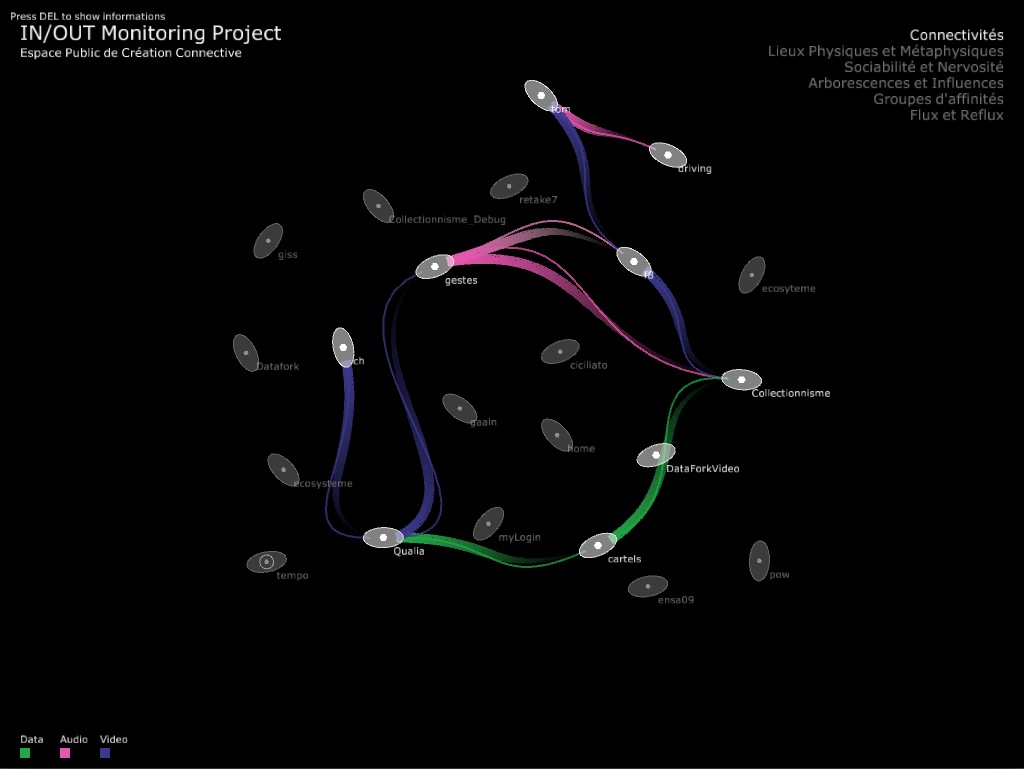 Press DEL to show informations
IN/OUT Monitoring Project
Espace Public de Création Connective
Connectivités
Lieux Physiques et Métaphysiques
Sociabilité et Nervosité
Arborescences et Influences
Groupes d'affinités
Flux et Reflux
tom
driving
retake7
Collectionnisme_Debug
giss
gestes
f3
ecosyteme
ch
Datafork
ciciliato
Collectionnisme
gaaln
home
DataForkVideo
ecosysteme
myLogin
Qualia
cartels
tempo
pow
ensa09
Data Audio Video